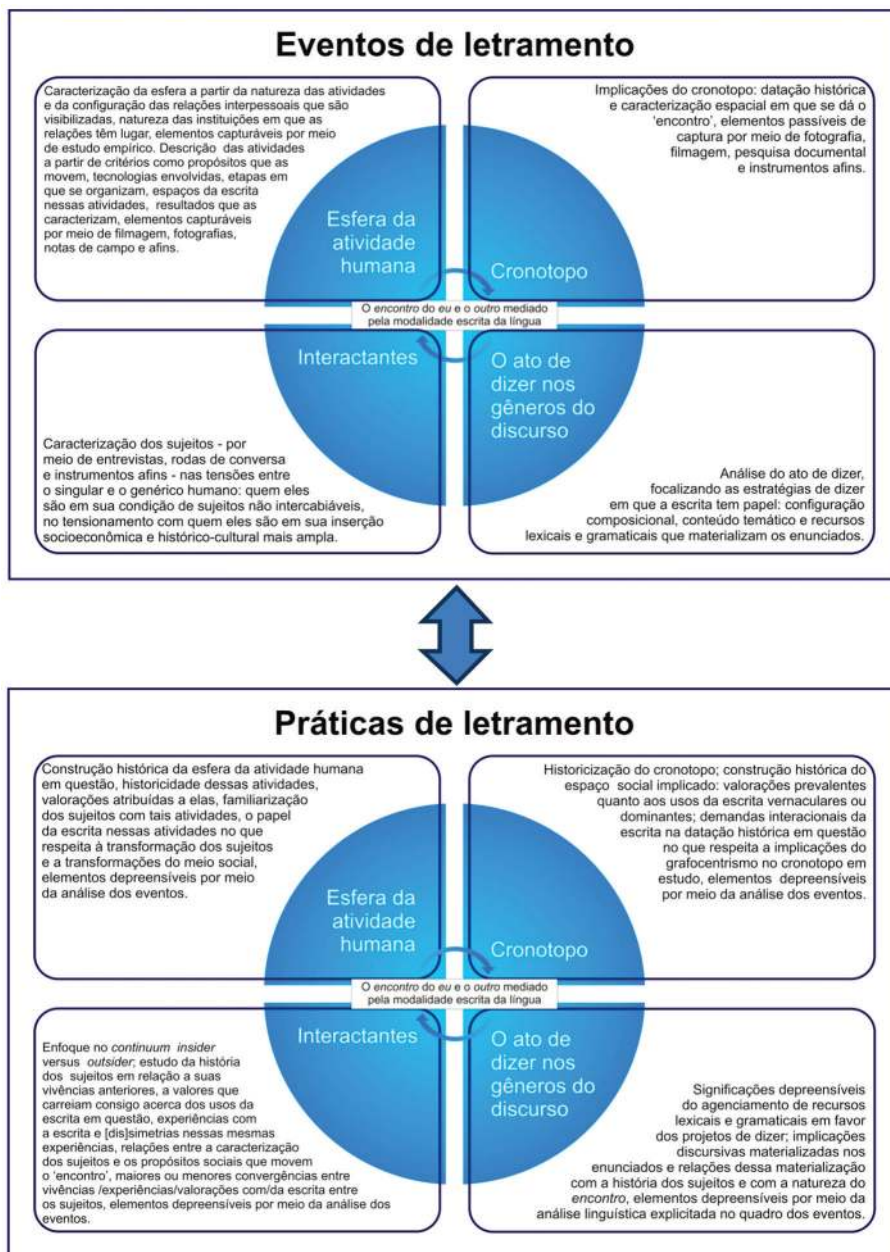 Eventos de letramento
Caracterização da esfera a partir da natureza das atividades
e da configuração das relações interpessoais que são
visibilizadas, natureza das instituições em que as
relações têm lugar, elementos capturáveis por meio
de estudo empírico. Descrição das atividades
a partir de critérios como propósitos que as
movem, tecnologias envolvidas, etapas em
que se organizam, espaços da escrita
nessas atividades, resultados que as
caracterizam, elementos capturáveis
por meio de filmagem, fotografias,
notas de campo e afins.
Implicações do cronotopo: datação histórica
e caracterização espacial em que se dá o
‘encontro’, elementos passíveis de
captura por meio de fotografia,
filmagem, pesquisa documental
e instrumentos afins.
Esfera da
atividade
humana
Cronotopo
O encontro do eu e o outro mediado
pela modalidade escrita da língua
Interactantes
O ato de
dizer nos
gêneros do
discurso
Caracterização dos sujeitos - por
meio de entrevistas, rodas de conversa
e instrumentos afins - nas tensões entre
o singular e o genérico humano: quem eles
são em sua condição de sujeitos não intercabiáveis,
no tensionamento com quem eles são em sua inserção
socioeconômica e histórico-cultural mais ampla.
Análise do ato de dizer,
focalizando as estratégias de dizer
em que a escrita tem papel: configuração
composicional, conteúdo temático e recursos
lexicais e gramaticais que materializam os enunciados.
Práticas de letramento
Construção histórica da esfera da atividade humana
em questão, historicidade dessas atividades,
valorações atribuídas a elas, familiarização
dos sujeitos com tais atividades, o papel
da escrita nessas atividades no que
respeita à transformação dos sujeitos
e a transformações do meio social,
elementos depreensíveis por meio
da análise dos eventos.
Historicização do cronotopo; construção histórica do
espaço social implicado: valorações prevalentes
quanto aos usos da escrita vernaculares ou
dominantes; demandas interacionais da
escrita na datação histórica em questão
no que respeita a implicações do
grafocentrismo no cronotopo em
estudo, elementos depreensíveis
por meio da análise dos eventos.
Esfera da
atividade
humana
Cronotopo
O encontro do eu e o outro mediado
pela modalidade escrita da língua
Interactantes
O ato de
dizer nos
gêneros do
discurso
Enfoque no continuum insider
versus outsider; estudo da história
dos sujeitos em relação a suas
vivências anteriores, a valores que
carreiam consigo acerca dos usos da
escrita em questão, experiências com
a escrita e [dis]simetrias nessas mesmas
experiências, relações entre a caracterização
dos sujeitos e os propósitos sociais que movem
o ‘encontro’, maiores ou menores convergências entre
vivências /experiências/valorações com/da escrita entre
os sujeitos, elementos depreensíveis por meio da análise dos
eventos.
Significações depreensíveis
do agenciamento de recursos
lexicais e gramaticais em favor
dos projetos de dizer; implicações
discursivas materializadas nos
enunciados e relações dessa materialização
com a história dos sujeitos e com a natureza do
encontro, elementos depreensíveis por meio da
análise linguística explicitada no quadro dos eventos.